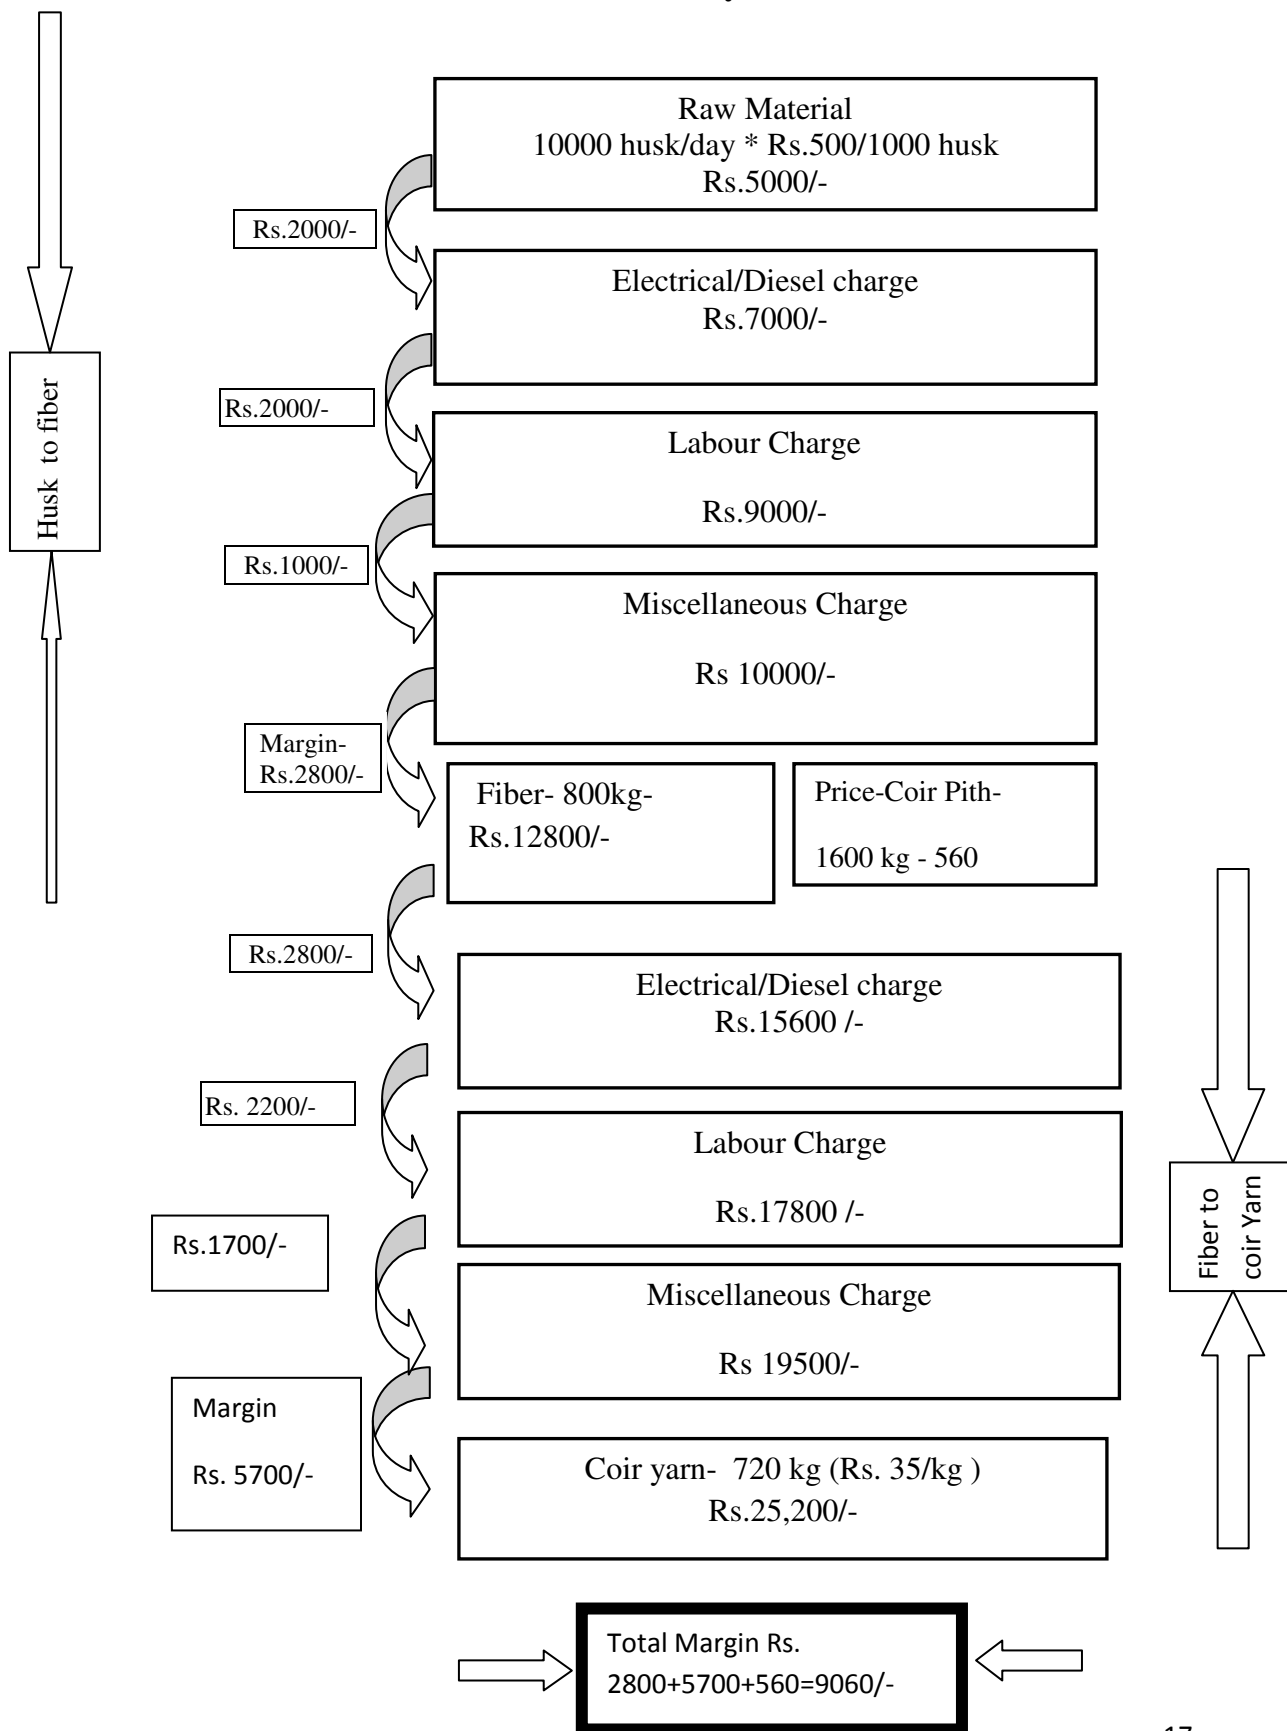 Raw Material
10000 husk/day * Rs.500/1000 husk
Rs.5000/-
Rs.2000/-
Electrical/Diesel charge
Rs.7000/-
Husk to fiber
Rs.2000/-
Labour Charge
Rs.9000/-
Rs.1000/-
Miscellaneous Charge
Rs 10000/-
Margin-
Rs.2800/-
Fiber- 800kg-
Rs.12800/-
Price-Coir Pith-
1600 kg - 560
Rs.2800/-
Electrical/Diesel charge
Rs.15600 /-
Rs. 2200/-
Labour Charge
Rs.17800 /-
Fiber to
coir Yarn
Rs.1700/-
Miscellaneous Charge
Rs 19500/-
Margin
Rs. 5700/-
Coir yarn- 720 kg (Rs. 35/kg )
Rs.25,200/-
Total Margin Rs.
2800+5700+560=9060/-